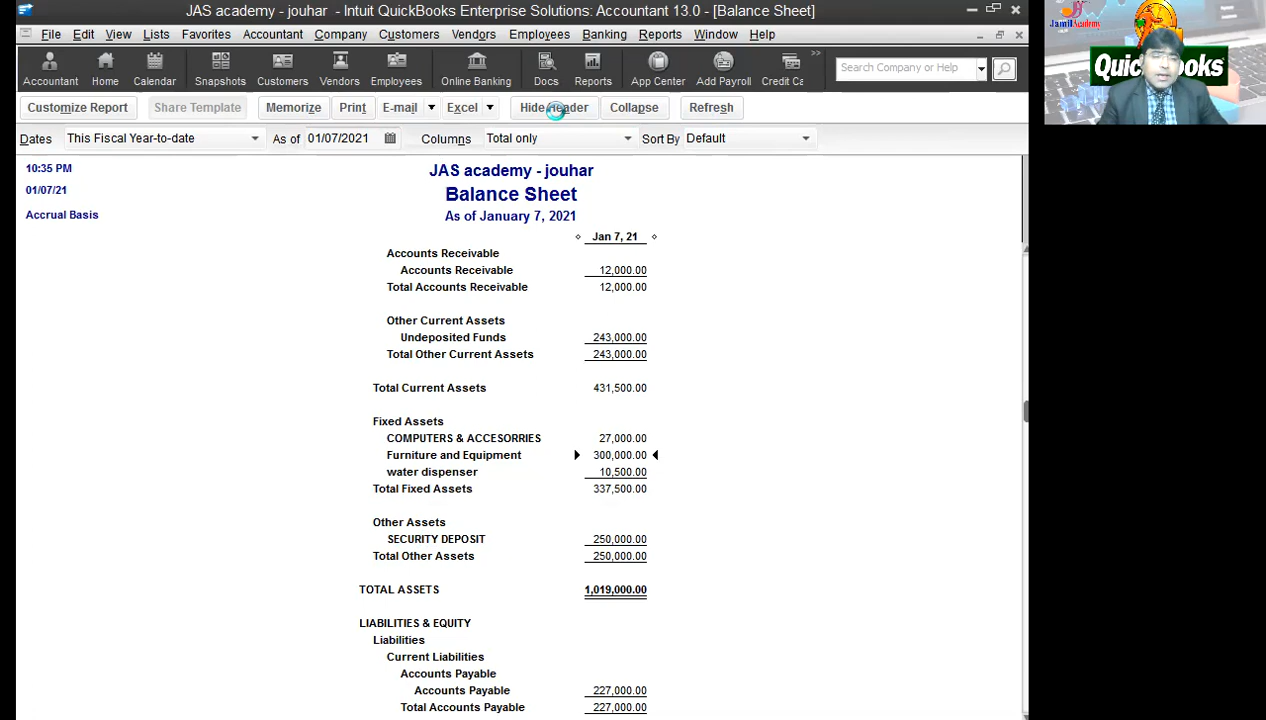 JAS academy - jouhar - Intuit QuickBooks Enterprise Solutions: Accountant 13.0 - [Balance Sheet]
File Edit View Lists Favorites Accountant Company Customers Vendors Employees Banking Reports Window Help
Accountant Home Calendar Snapshots Customers Vendors Employees Online Banking Docs Reports App Center Add Payroll Credit Ca
Search Company or Help
Customize Report Share Template Memorize Print E-mail Excel Hide Header Collapse Refresh
Dates This Fiscal Year-to-date As of 01/07/2021 Columns Total only Sort By Default
10:35 PM
01/07/21
Accrual Basis
JAS academy - jouhar
Balance Sheet
As of January 7, 2021
Jan 7, 21
Accounts Receivable
Accounts Receivable 12,000.00
Total Accounts Receivable 12,000.00
Other Current Assets
Undeposited Funds 243,000.00
Total Other Current Assets 243,000.00
Total Current Assets 431,500.00
Fixed Assets
COMPUTERS & ACCESORRIES 27,000.00
Furniture and Equipment 300,000.00
water dispenser 10,500.00
Total Fixed Assets 337,500.00
Other Assets
SECURITY DEPOSIT 250,000.00
Total Other Assets 250,000.00
TOTAL ASSETS 1,019,000.00
LIABILITIES & EQUITY
Liabilities
Current Liabilities
Accounts Payable
Accounts Payable 227,000.00
Total Accounts Payable 227,000.00
Jamil Academy